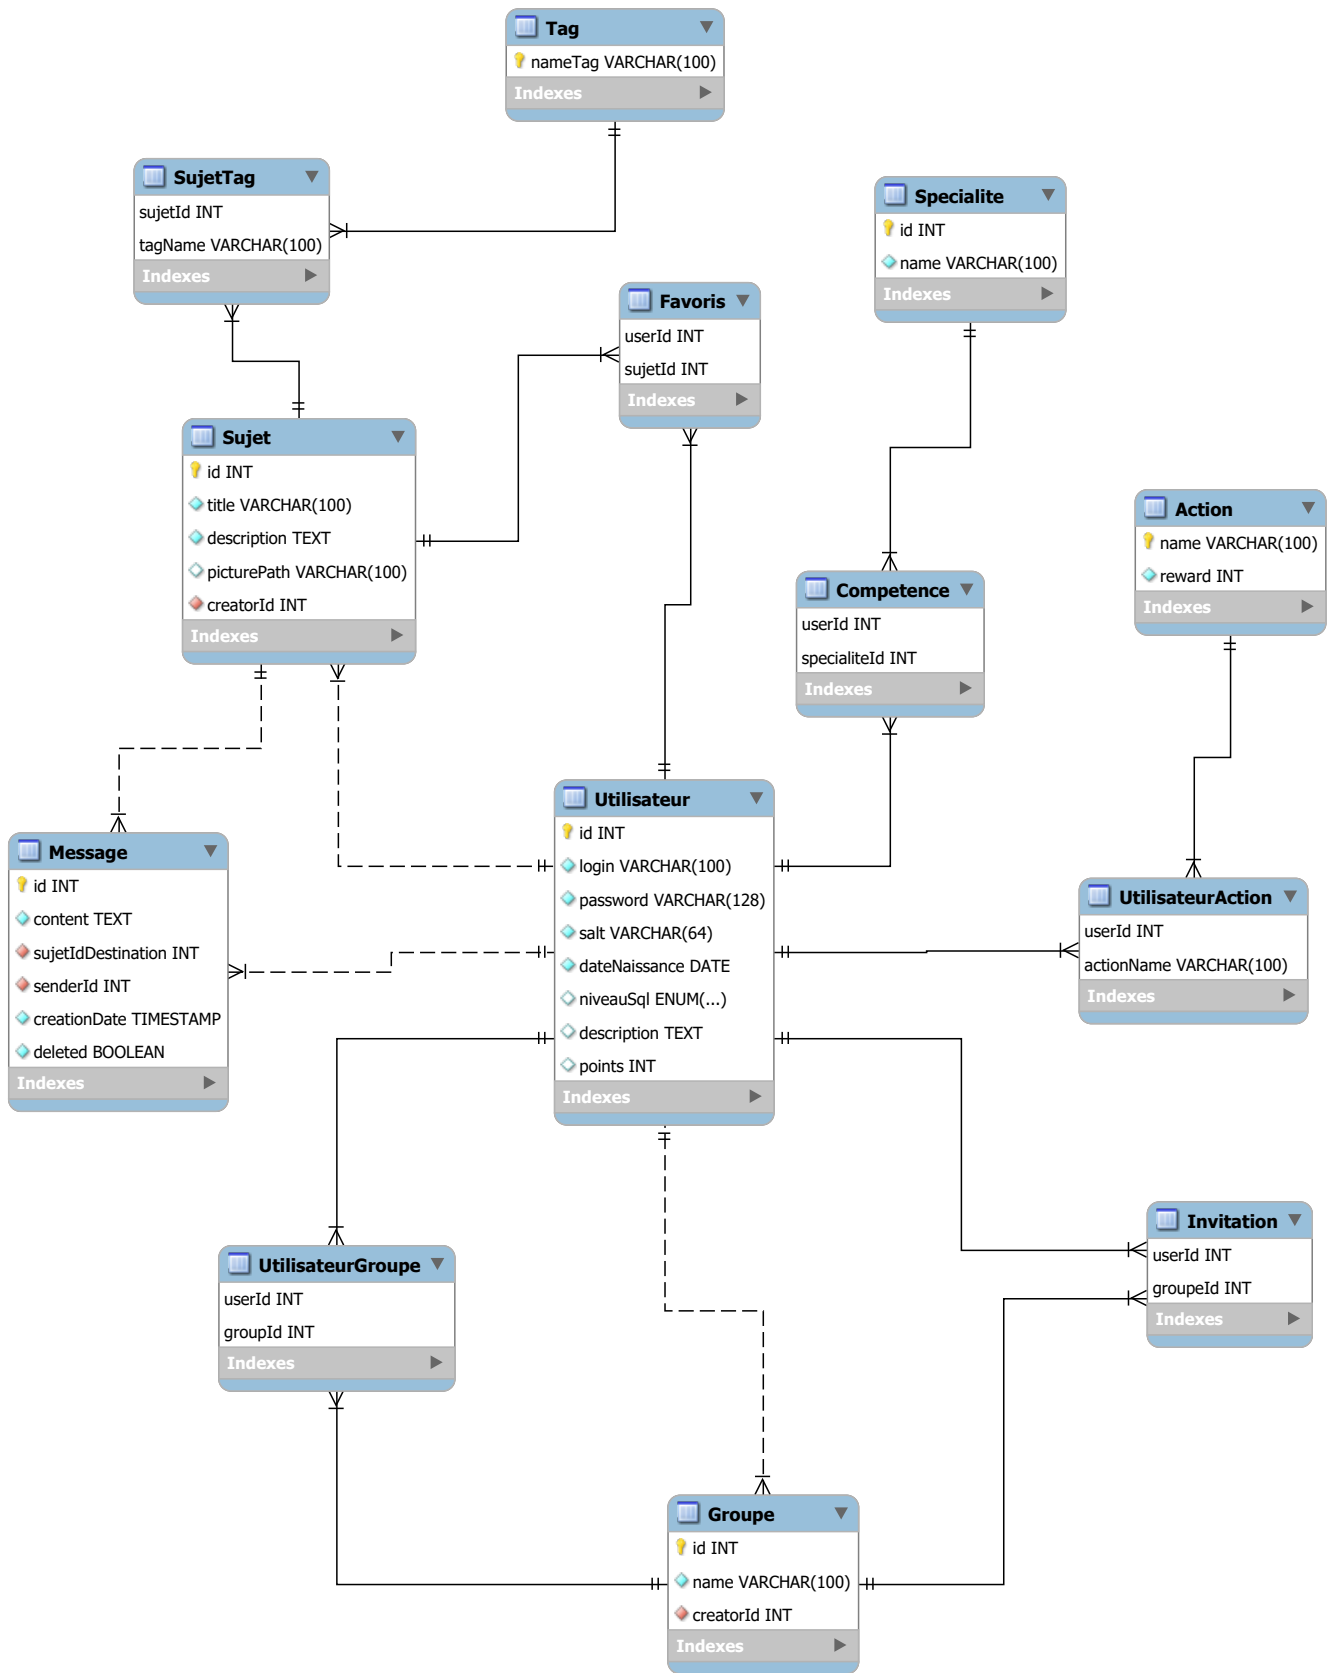 Tag
nameTag VARCHAR(100)
Indexes
SujetTag
sujetId INT
tagName VARCHAR(100)
Indexes
Specialite
id INT
name VARCHAR(100)
Indexes
Favoris
userId INT
sujetId INT
Indexes
Sujet
id INT
title VARCHAR(100)
description TEXT
picturePath VARCHAR(100)
creatorId INT
Indexes
Action
name VARCHAR(100)
reward INT
Indexes
Competence
userId INT
specialiteId INT
Indexes
Utilisateur
id INT
login VARCHAR(100)
password VARCHAR(128)
salt VARCHAR(64)
dateNaissance DATE
niveauSql ENUM(...)
description TEXT
points INT
Indexes
Message
id INT
content TEXT
sujetIdDestination INT
senderId INT
creationDate TIMESTAMP
deleted BOOLEAN
Indexes
UtilisateurAction
userId INT
actionName VARCHAR(100)
Indexes
Invitation
userId INT
groupeId INT
Indexes
UtilisateurGroupe
userId INT
groupId INT
Indexes
Groupe
id INT
name VARCHAR(100)
creatorId INT
Indexes